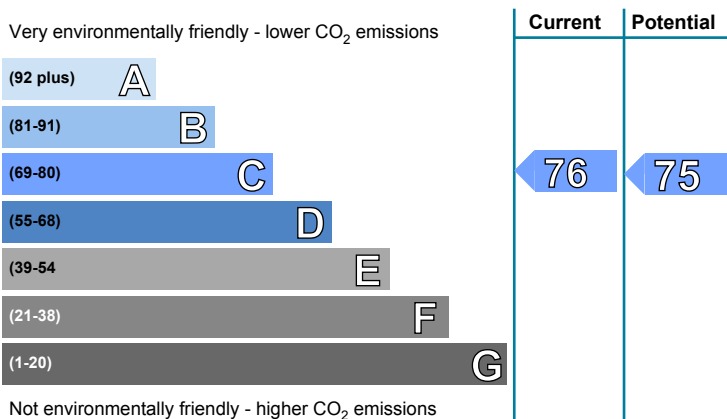 Very environmentally friendly - lower CO₂ emissions
Current
Potential
(92 plus) A
(81-91) B
(69-80) C
76
75
(55-68) D
(39-54 E
(21-38) F
(1-20) G
Not environmentally friendly - higher CO₂ emissions